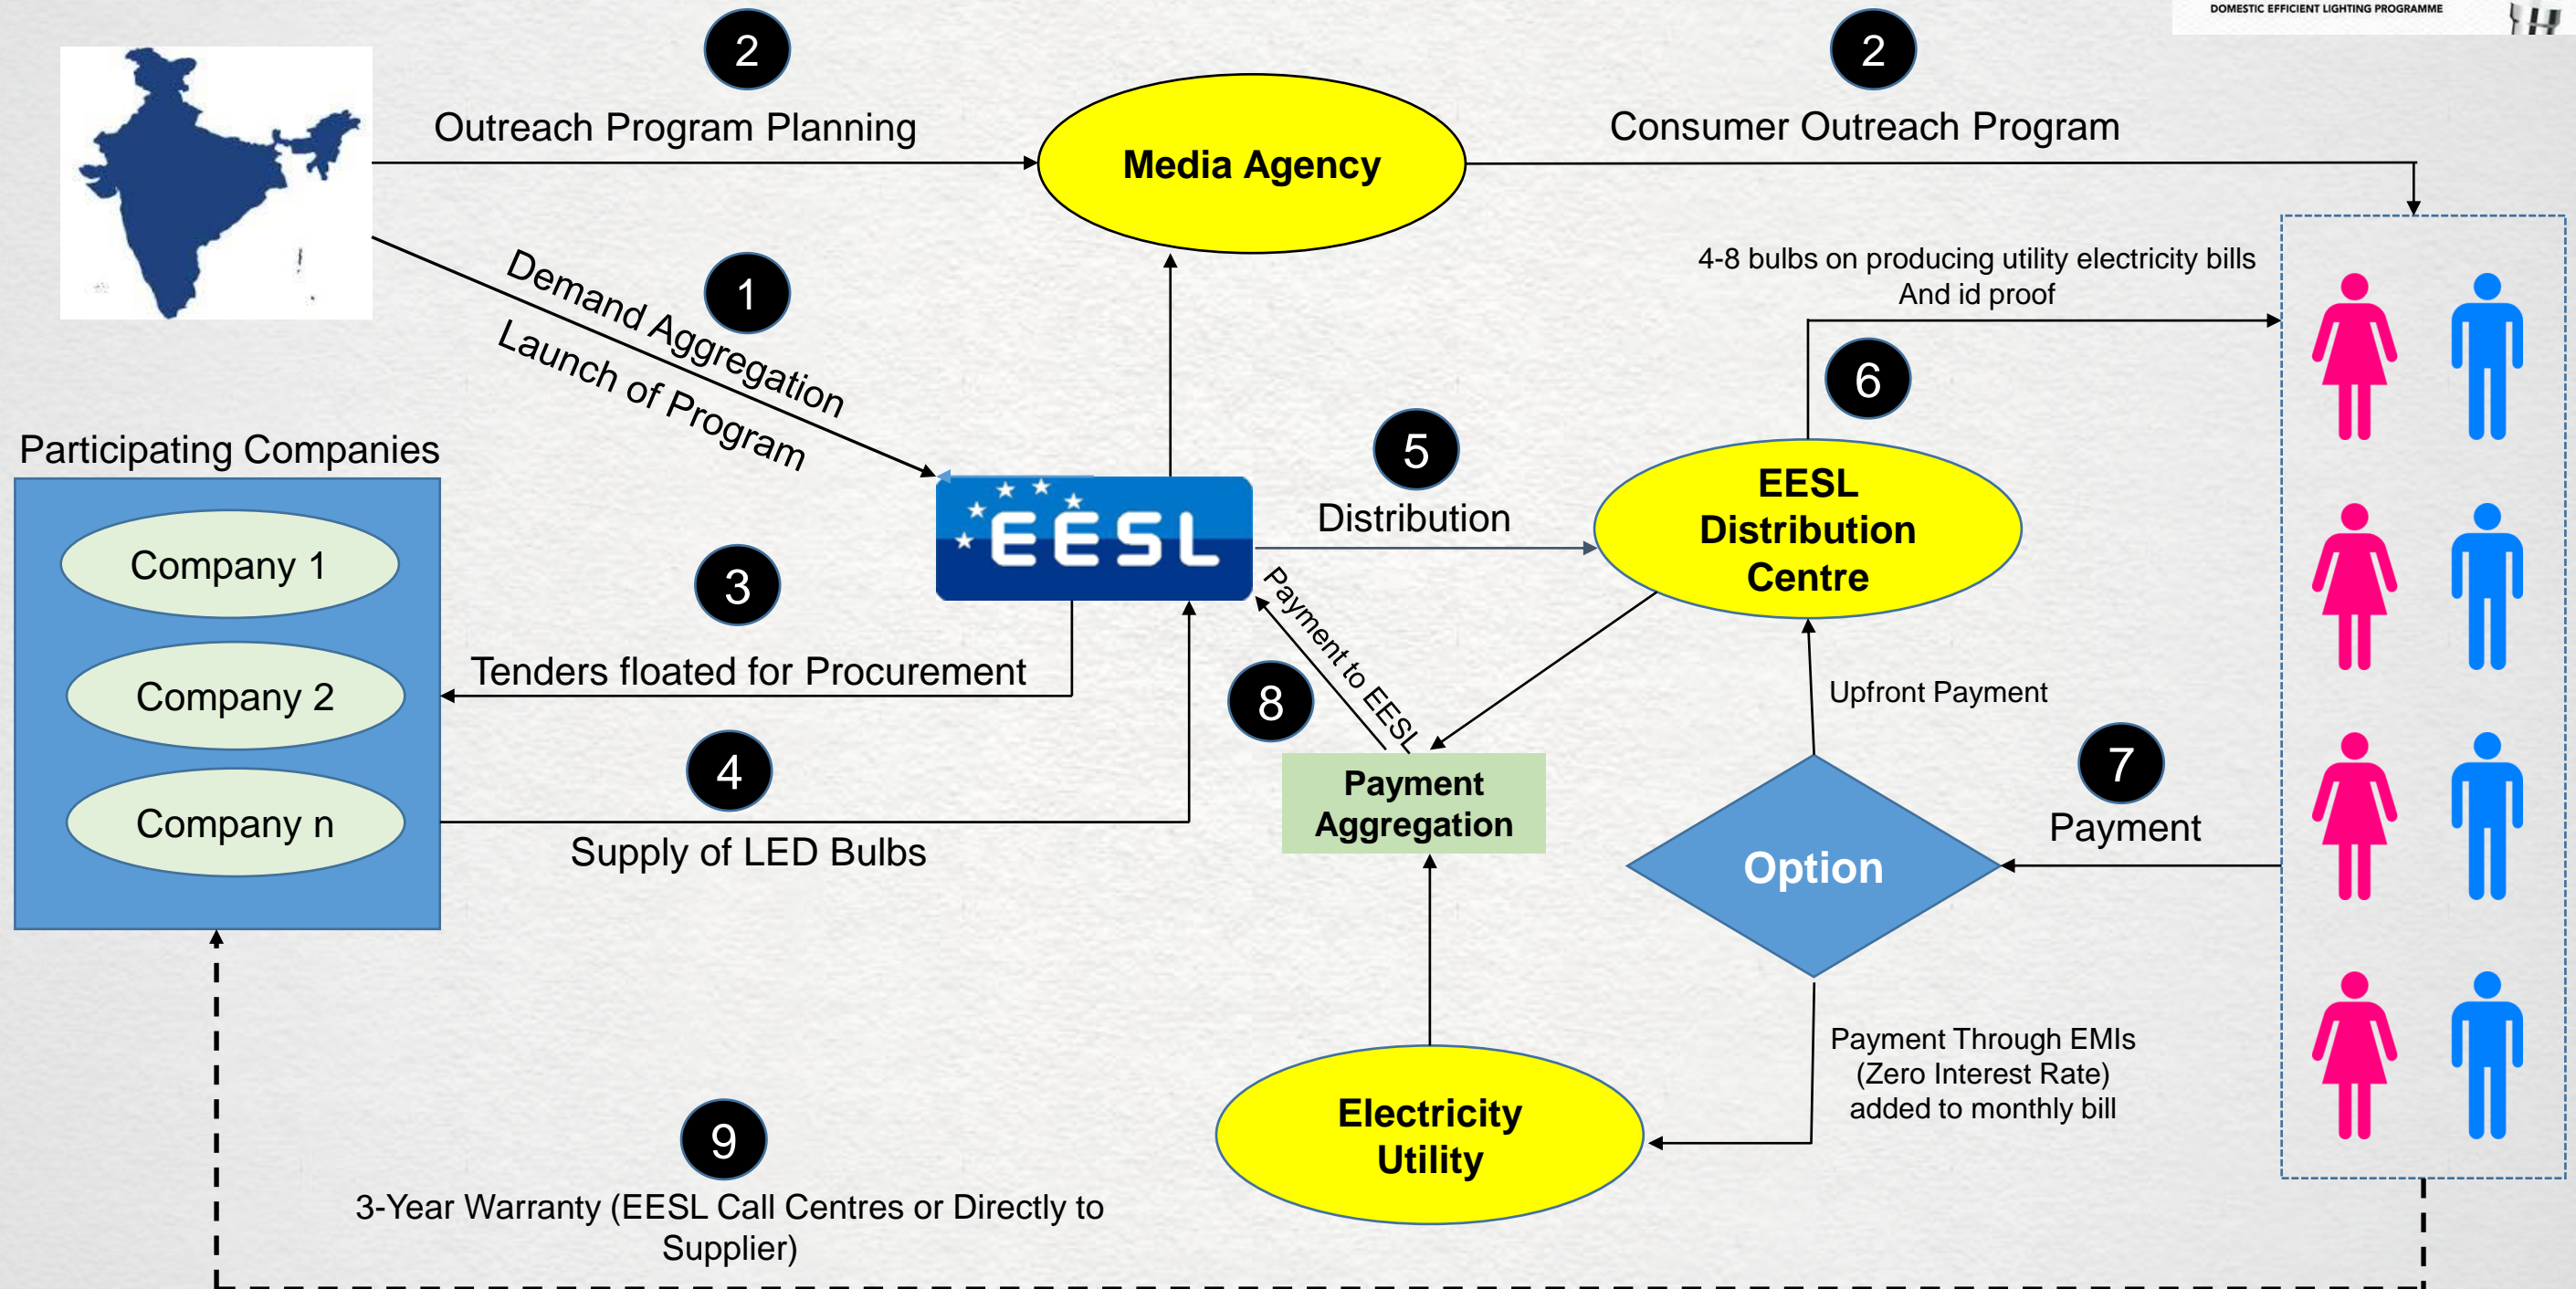 DOMESTIC EFFICIENT LIGHTING PROGRAMME
2
2
Outreach Program Planning
Consumer Outreach Program
Media Agency
1
Demand Aggregation
Launch of Program
4-8 bulbs on producing utility electricity bills
And id proof
6
Participating Companies
Company 1
Company 2
Company n
EESL
5
Distribution
EESL
Distribution
Centre
3
Tenders floated for Procurement
4
Supply of LED Bulbs
Payment to EESL
8
Payment
Aggregation
Upfront Payment
7
Payment
Option
Payment Through EMIs
(Zero Interest Rate)
added to monthly bill
Electricity
Utility
9
3-Year Warranty (EESL Call Centres or Directly to
Supplier)